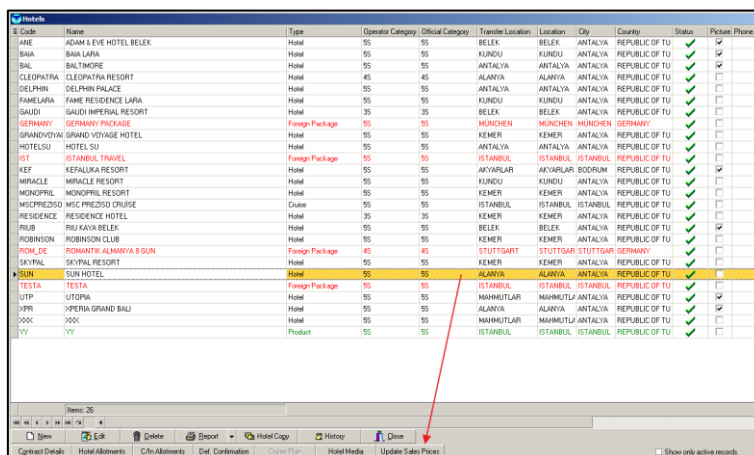 Hotels
Code Name Type Operator Category Official Category Transfer Location Location City Country Status Picture Phone
ANE ADAM & EVE HOTEL BELEK Hotel 5S 5S BELEK BELEK ANTALYA REPUBLIC OF TU
BAIA BAIA LARA Hotel 5S 5S KUNDU KUNDU ANTALYA REPUBLIC OF TU
BAL BALTIMORE Hotel 5S 5S ANTALYA ANTALYA ANTALYA REPUBLIC OF TU
CLEOPATRA CLEOPATRA RESORT Hotel 4S 4S ALANYA ALANYA ANTALYA REPUBLIC OF TU
DELPHIN DELPHIN PALACE Hotel 5S 5S ANTALYA ANTALYA ANTALYA REPUBLIC OF TU
FAMELARA FAME RESIDENCE LARA Hotel 5S 5S KUNDU KUNDU ANTALYA REPUBLIC OF TU
GAUDI GAUDI IMPERIAL RESORT Hotel 3S 3S BELEK BELEK ANTALYA REPUBLIC OF TU
GERMANY GERMANY PACKAGE Foreign Package 5S 5S MÜNCHEN MÜNCHEN MÜNCHEN GERMANY
GRANDVOYA GRAND VOYAGE HOTEL Hotel 5S 5S KEMER KEMER ANTALYA REPUBLIC OF TU
HOTELSU HOTEL SU Hotel 5S 5S ANTALYA ANTALYA ANTALYA REPUBLIC OF TU
IST ISTANBUL TRAVEL Foreign Package 5S 5S ISTANBUL ISTANBUL ISTANBUL REPUBLIC OF TU
KEF KEFALUKA RESORT Hotel 5S 5S AKYARLAR AKYARLAR BODRUM REPUBLIC OF TU
MIRACLE MIRACLE RESORT Hotel 5S 5S KUNDU KUNDU ANTALYA REPUBLIC OF TU
MONOPRIL MONOPRIL RESORT Hotel 5S 5S KEMER KEMER ANTALYA REPUBLIC OF TU
MSCPREZISO MSC PREZİSO CRUİSE Cruise 5S 5S ISTANBUL ISTANBUL ISTANBUL REPUBLIC OF TU
RESIDENCE RESIDENCE HOTEL Hotel 3S 3S KEMER KEMER ANTALYA REPUBLIC OF TU
RIUB RIU KAYA BELEK Hotel 5S 5S BELEK BELEK ANTALYA REPUBLIC OF TU
ROBINSON ROBINSON CLUB Hotel 5S 5S KEMER KEMER ANTALYA REPUBLIC OF TU
ROM_DE ROMANTIK ALMANYA 8 GUN Foreign Package 4S 4S STUTTGART STUTTGAR STUTTGAR GERMANY
SKYPAL SKYPAL RESORT Hotel 5S 5S KEMER KEMER ANTALYA REPUBLIC OF TU
SUN SUN HOTEL Hotel 5S 5S ALANYA ALANYA ANTALYA REPUBLIC OF TU
TESTA TESTA Foreign Package 5S 5S ISTANBUL ISTANBUL ISTANBUL REPUBLIC OF TU
UTP UTOPIA Hotel 5S 5S MAHMUTLAR MAHMUTLA ANTALYA REPUBLIC OF TU
XPR XPERIA GRAND BALI Hotel 5S 5S ALANYA ALANYA ANTALYA REPUBLIC OF TU
XXX XXX Hotel 5S 5S MAHMUTLAR MAHMUTLA ANTALYA REPUBLIC OF TU
YY YY Product 5S 5S ISTANBUL ISTANBUL ISTANBUL REPUBLIC OF TU
Items: 26
New Edit Delete Report Hotel Copy History Close
Contract Details Hotel Allotments C/In Allotments Def. Confirmation Cruise Plan Hotel Media Update Sales Prices Show only active records.